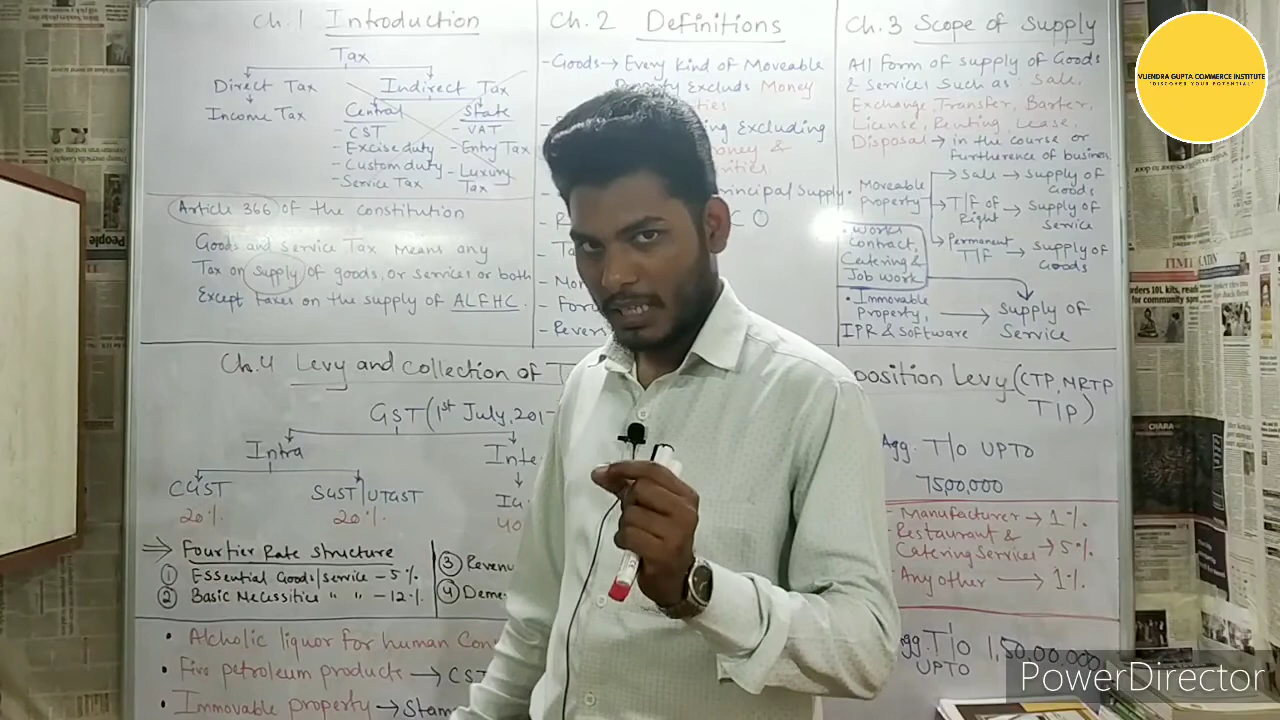 Ch.1 Introduction
Tax
Direct Tax
Indirect Tax
Income Tax
Central
State
- CST
- VAT
- Excise duty
- Entry Tax
- Custom duty
- Luxury
Tax
- Service Tax
Article 366 of the constitution
Goods and service Tax means any
Tax on supply of goods, or services or both
Except taxes on the supply of ALFHC.
Ch.2 Definitions
- Goods → Every kind of Moveable
Excludes Money
Excluding
&
Principal Supply
Ch.3 Scope of Supply
All form of supply of Goods
& Services such as Sale,
Exchange, Transfer, Barter,
License, Renting, Lease,
Disposal → in the course or
furtherence of business
• Moveable
property
→ Sale → Supply of
Goods
→ T/F of
Right → Supply of
Service
→ Permanent
T/F → Supply of
Goods
• Works
Contract,
Catering &
Job work
• Immovable
Property,
IPR & Software → Supply of
Service
Ch.4 Levy and collection of
position Levy (CTP, NRTP,
TIP)
GST (1st July, 201
Intra
CGST
SGST/UTGST
20%
20%
⇒ Fourtier Rate Structure
① Essential Goods/service - 5%
② Basic Necessities " " - 12%
③ Revenu
④ Deme
Agg. T/o UPTO
7500,000
- Manufacturer → 1%
- Restaurant &
Catering Services → 5%
- Any other → 1%
Agg. T/o 1,50,00,000
UPTO
• Alcholic liquor for human Con
• Five petroleum products → CST
• Immovable property → Stam
VIJENDRA GUPTA COMMERCE INSTITUTE
"DISCOVER YOUR POTENTIAL"
People
CHARA
PowerDirector